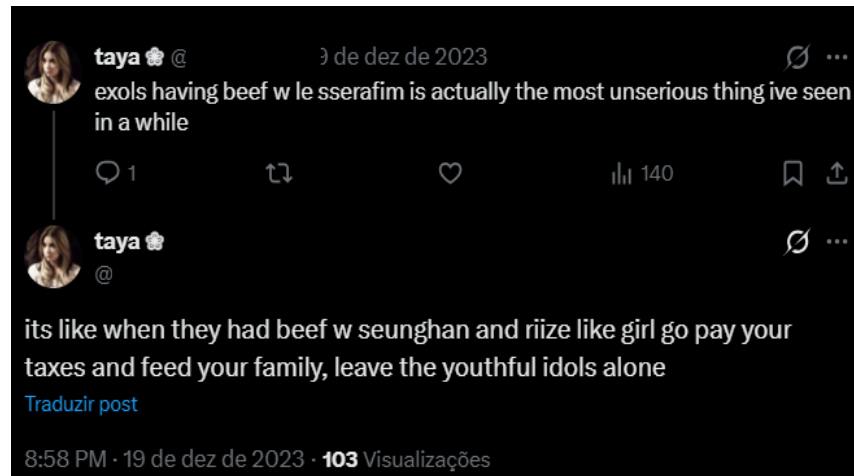 taya @
9 de dez de 2023
exols having beef w le sserafim is actually the most unserious thing ive seen
in a while
1
140
taya
@
its like when they had beef w seunghan and riize like girl go pay your
taxes and feed your family, leave the youthful idols alone
Traduzir post
8:58 PM · 19 de dez de 2023 · 103 Visualizações